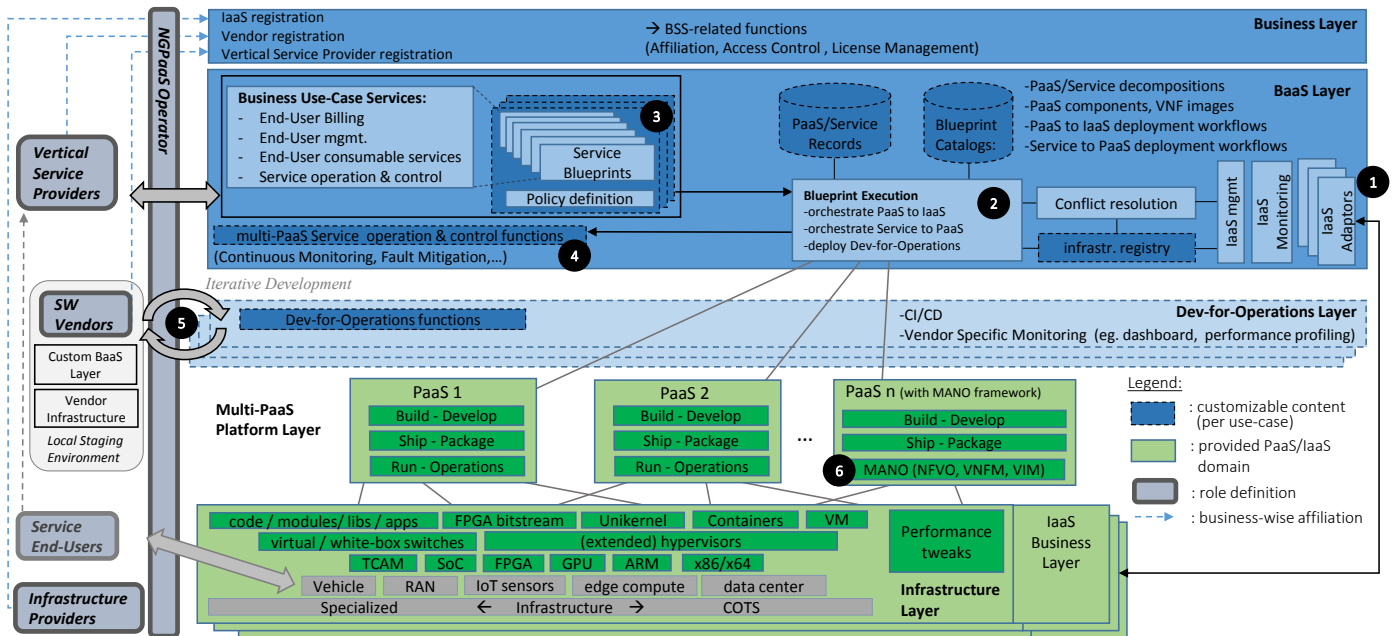 IaaS registration
Vendor registration
Vertical Service Provider registration
→ BSS-related functions
(Affiliation, Access Control , License Management)
Business Layer
NGPaaS Operator
Business Use-Case Services:
- End-User Billing
- End-User mgmt.
- End-User consumable services
- Service operation & control
3
Service
Blueprints
Policy definition
PaaS/Service
Records
Blueprint
Catalogs:
-PaaS/Service decompositions
-PaaS components, VNF images
-PaaS to IaaS deployment workflows
-Service to PaaS deployment workflows
BaaS Layer
Vertical
Service
Providers
Blueprint Execution
-orchestrate PaaS to IaaS
-orchestrate Service to PaaS
-deploy Dev-for-Operations
2
Conflict resolution
infrastr. registry
IaaS mgmt
IaaS
Monitoring
IaaS
Adaptors
1
multi-PaaS Service operation & control functions
(Continuous Monitoring, Fault Mitigation,...)
4
Iterative Development
SW
Vendors
Custom BaaS
Layer
Vendor
Infrastructure
Local Staging
Environment
5
Dev-for-Operations functions
-CI/CD
-Vendor Specific Monitoring (eg. dashboard, performance profiling)
Dev-for-Operations Layer
Multi-PaaS
Platform Layer
PaaS 1
Build - Develop
Ship - Package
Run - Operations
PaaS 2
Build - Develop
Ship - Package
Run - Operations
...
PaaS n (with MANO framework)
Build - Develop
Ship - Package
MANO (NFVO, VNFM, VIM)
6
Legend:
: customizable content
(per use-case)
: provided PaaS/IaaS
domain
: role definition
: business-wise affiliation
Service
End-Users
Infrastructure
Providers
code / modules/ libs / apps
FPGA bitstream
Unikernel
Containers
VM
virtual / white-box switches
(extended) hypervisors
TCAM
SoC
FPGA
GPU
ARM
x86/x64
Performance
tweaks
Vehicle
RAN
IoT sensors
edge compute
data center
Specialized ← Infrastructure → COTS
Infrastructure
Layer
IaaS
Business
Layer